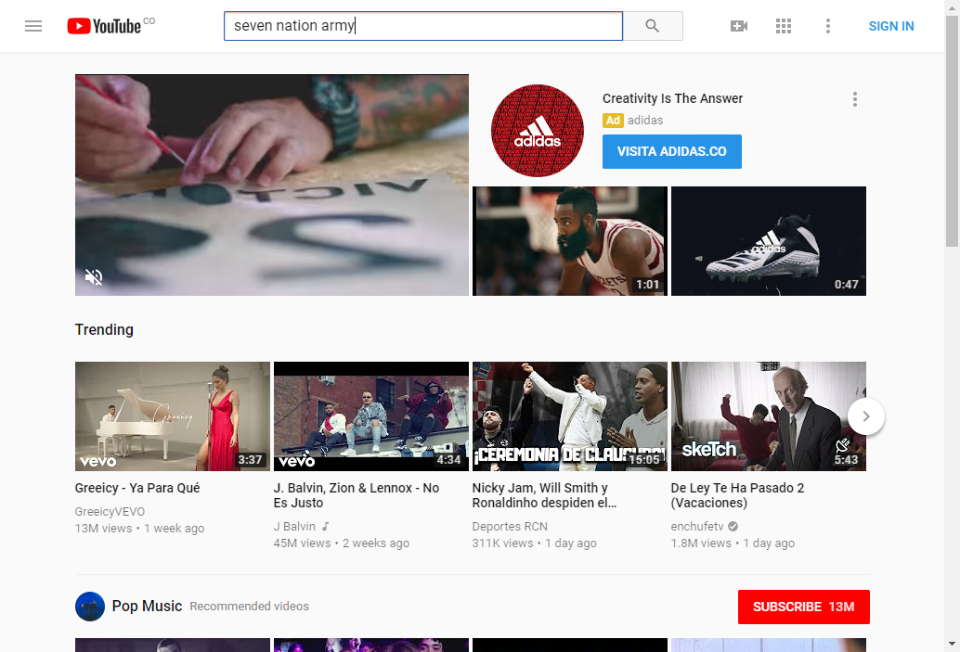 YouTube CO
seven nation army
SIGN IN
Creativity Is The Answer
Ad adidas
VISITA ADIDAS.CO
adidas
adidas
1:01
0:47
Trending
Greeicy
vevo
3:37
vevo
4:34
¡CEREMONIA DE CLAUSURA!
15:05
skeTch
5:43
Greeicy - Ya Para Qué
GreeicyVEVO
13M views • 1 week ago
J. Balvin, Zion & Lennox - No
Es Justo
J Balvin
45M views • 2 weeks ago
Nicky Jam, Will Smith y
Ronaldinho despiden el...
Deportes RCN
311K views • 1 day ago
De Ley Te Ha Pasado 2
(Vacaciones)
enchufetv
1.8M views • 1 day ago
Pop Music Recommended videos
SUBSCRIBE 13M